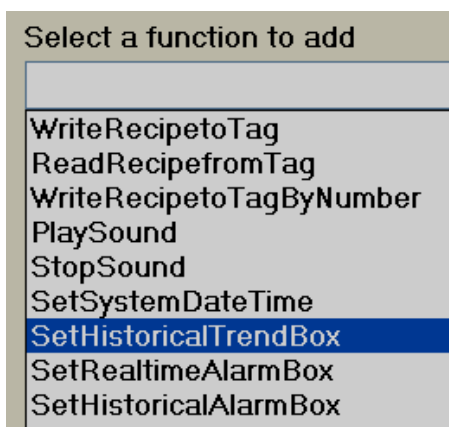 Select a function to add
WriteRecipetoTag
ReadRecipefromTag
WriteRecipetoTagByNumber
PlaySound
StopSound
SetSystemDateTime
SetHistoricalTrendBox
SetRealtimeAlarmBox
SetHistoricalAlarmBox